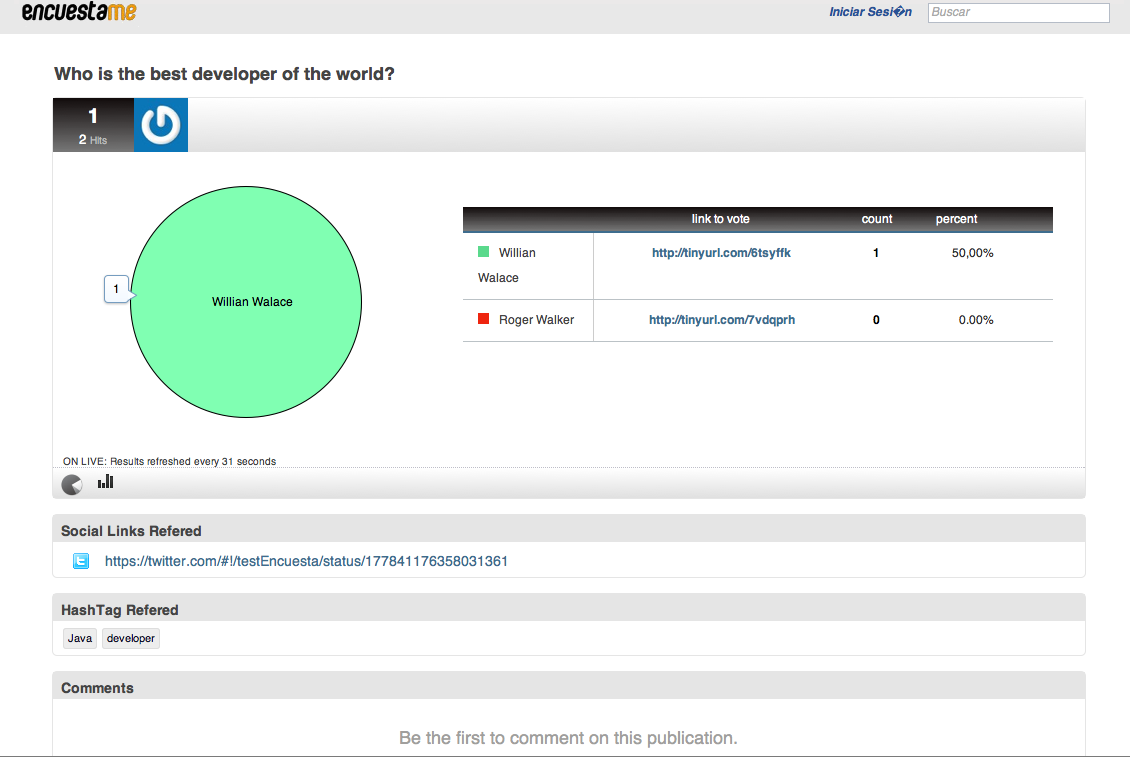 encuestame
Iniciar Sesi�n
Buscar
Who is the best developer of the world?
1
2 Hits
link to vote count percent
Willian Walace http://tinyurl.com/6tsyffk 1 50,00%
Roger Walker http://tinyurl.com/7vdqprh 0 0.00%
1
Willian Walace
ON LIVE: Results refreshed every 31 seconds
Social Links Refered
https://twitter.com/#!/testEncuesta/status/177841176358031361
HashTag Refered
Java developer
Comments
Be the first to comment on this publication.